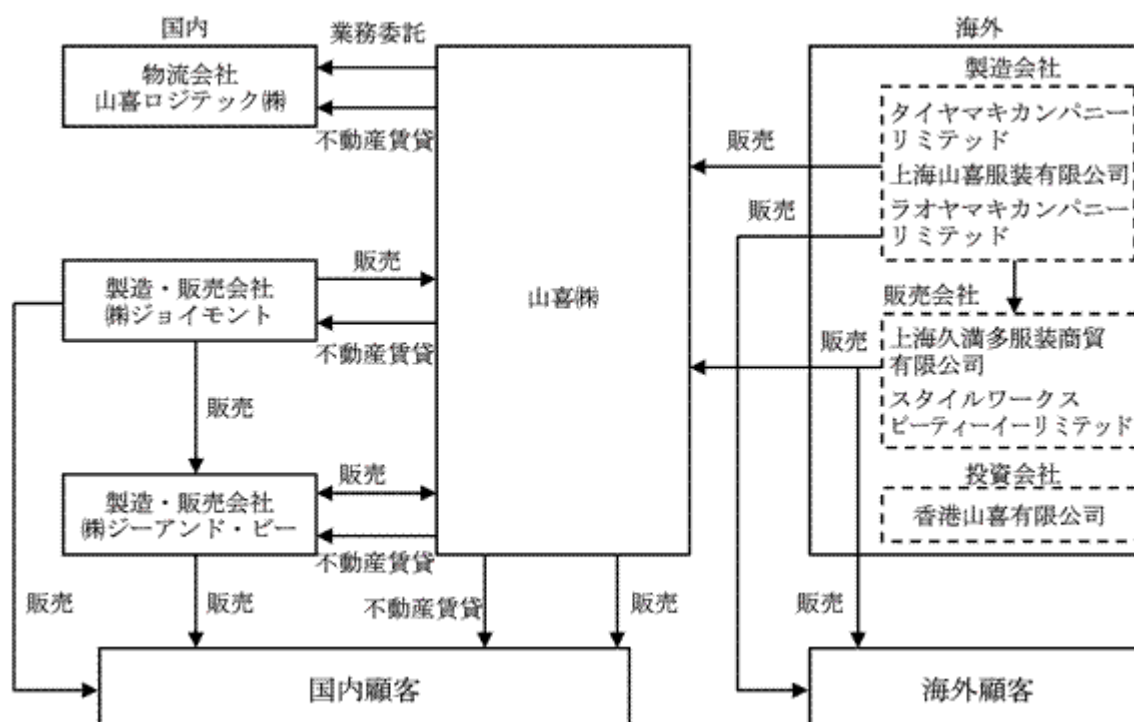 国内
業務委託
物流会社
山喜ロジテック㈱
不動産賃貸
販売
製造・販売会社
㈱ジョイモント
不動産賃貸
販売
販売
製造・販売会社
㈱ジーアンド・ビー
不動産賃貸
販売
販売
不動産賃貸
販売
国内顧客
山喜㈱
海外
製造会社
タイヤマキカンパニー
リミテッド
上海山喜服装有限公司
ラオヤマキカンパニー
リミテッド
販売
販売
販売会社
上海久満多服装商貿
有限公司
スタイルワークス
ピーティーイーリミテッド
販売
投資会社
香港山喜有限公司
販売
海外顧客